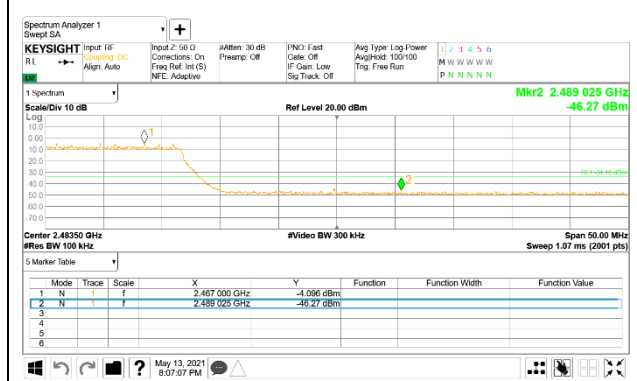 Spectrum Analyzer 1
Swept SA
+
KEYSIGHT Input: RF Input Z: 50 Ω #Atten: 30 dB PNO: Fast Avg Type: Log-Power 1 2 3 4 5 6
RL Coupling: DC Corrections: On Preamp: Off Gate: Off Avg|Hold: 100/100 M W W W W W
Align: Auto Freq Ref: Int (S) IF Gain: Low Trig: Free Run
NFE: Adaptive Sig Track: Off P N N N N N
1 Spectrum Mkr2 2.489 025 GHz
Scale/Div 10 dB Ref Level 20.00 dBm -46.27 dBm
Log
10.0
0.00
10.0
20.0
30.0
40.0
50.0
60.0
70.0
1
2
Center 2.48350 GHz #Video BW 300 kHz Span 50.00 MHz
#Res BW 100 kHz Sweep 1.07 ms (2001 pts)
5 Marker Table
Mode Trace Scale X Y Function Function Width Function Value
1 N 1 f 2.467 000 GHz -4.096 dBm
2 N 1 f 2.489 025 GHz -46.27 dBm
3
4
5
6
? May 13, 2021
8:07:07 PM